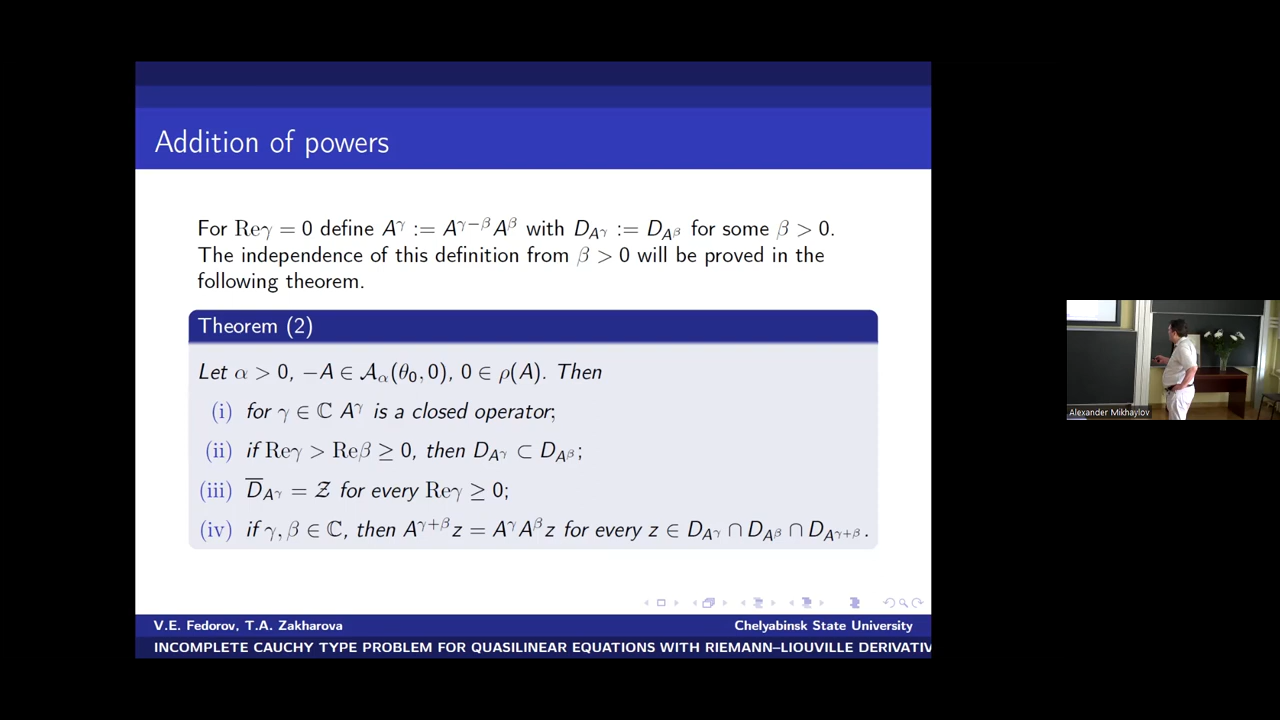 Addition of powers
For Reγ = 0 define A^γ := A^{γ−β}A^β with D_{A^γ} := D_{A^β} for some β > 0.
The independence of this definition from β > 0 will be proved in the
following theorem.
Theorem (2)
Let α > 0, −A ∈ 𝒜_α(θ_0, 0), 0 ∈ ρ(A). Then
(i) for γ ∈ ℂ A^γ is a closed operator;
(ii) if Reγ > Reβ ≥ 0, then D_{A^γ} ⊂ D_{A^β};
(iii) D̅_{A^γ} = 𝒵 for every Reγ ≥ 0;
(iv) if γ, β ∈ ℂ, then A^{γ+β}z = A^γA^βz for every z ∈ D_{A^γ} ∩ D_{A^β} ∩ D_{A^{γ+β}}.
V.E. Fedorov, T.A. Zakharova Chelyabinsk State University
INCOMPLETE CAUCHY TYPE PROBLEM FOR QUASILINEAR EQUATIONS WITH RIEMANN–LIOUVILLE DERIVATIV
Alexander Mikhaylov